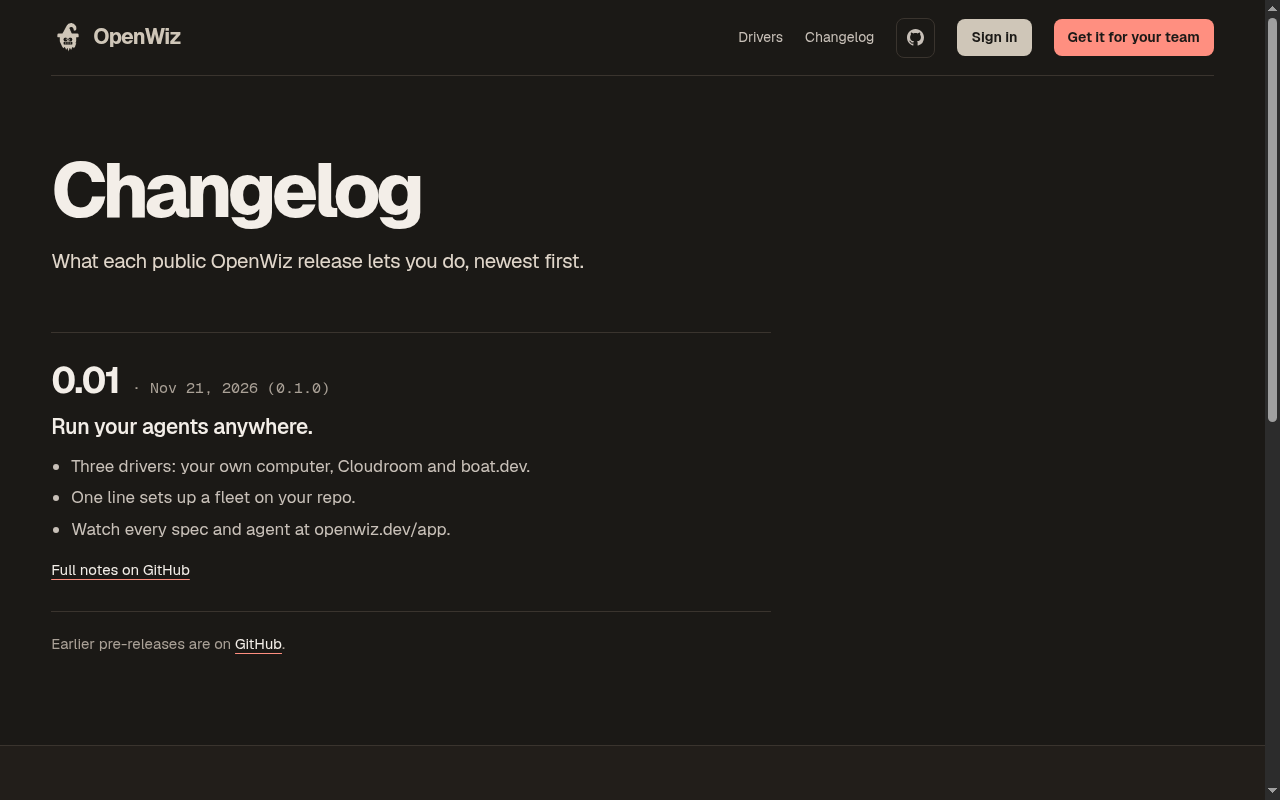 OpenWiz
Drivers
Changelog
Sign in
Get it for your team
Changelog
What each public OpenWiz release lets you do, newest first.
0.01 · Nov 21, 2026 (0.1.0)
Run your agents anywhere.
Three drivers: your own computer, Cloudroom and boat.dev.
One line sets up a fleet on your repo.
Watch every spec and agent at openwiz.dev/app.
Full notes on GitHub
Earlier pre-releases are on GitHub.